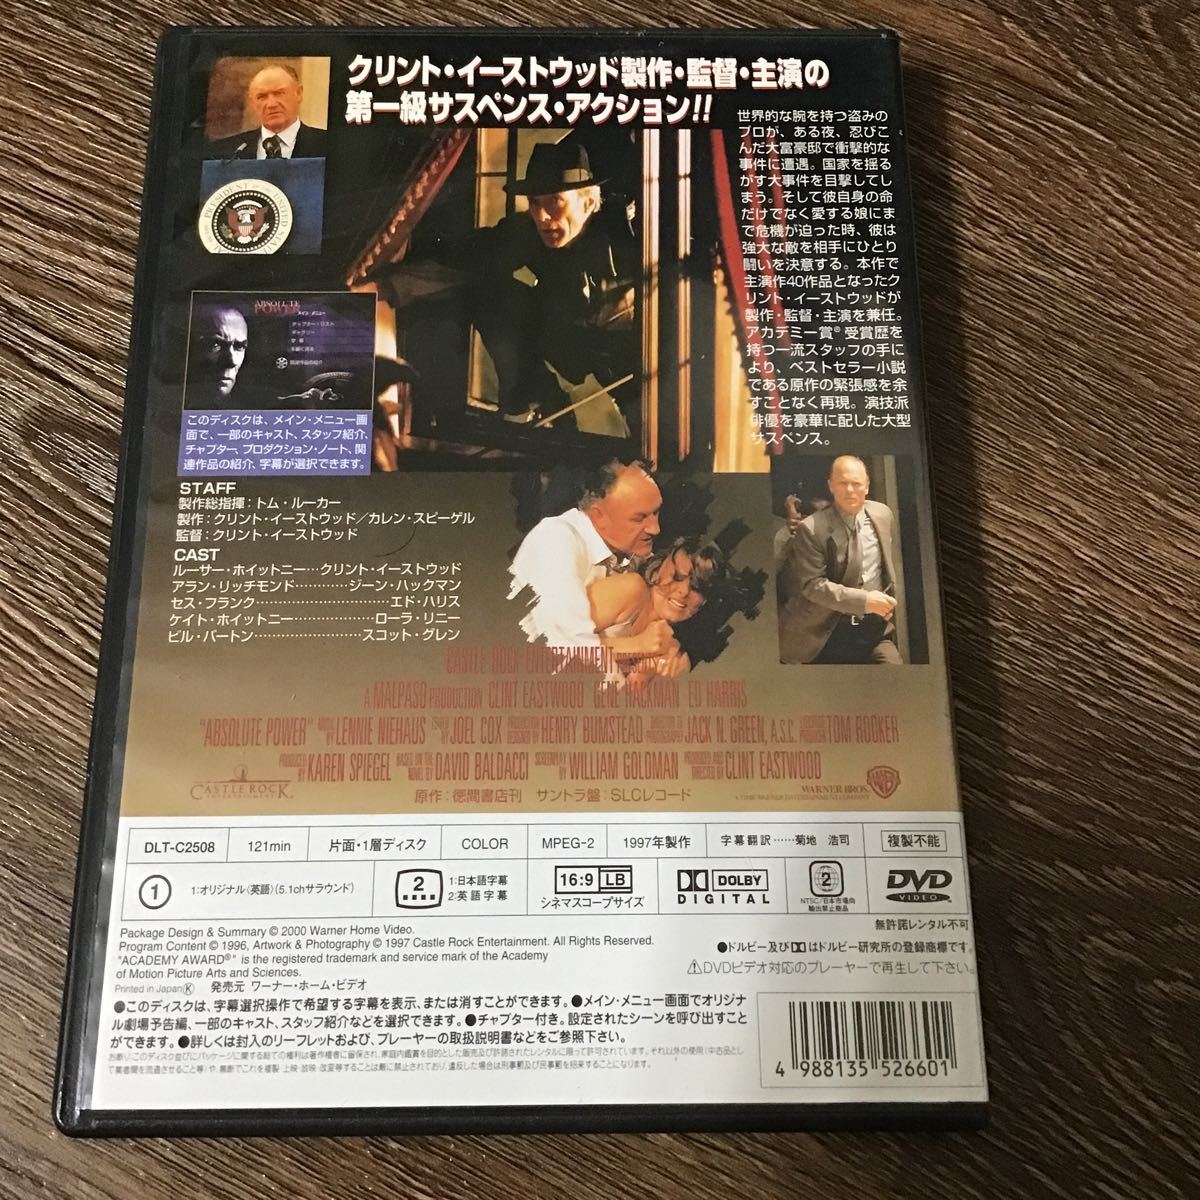 クリント・イーストウッド製作・監督・主演の
第一級サスペンス・アクション!!
世界的な腕を持つ盗みの
プロが、ある夜、忍びこ
んだ大富豪邸で衝撃的な
事件に遭遇。国家を揺る
がす大事件を目撃してし
まう。そして彼自身の命
だけでなく愛する娘にま
で危機が迫った時、彼は
強大な敵を相手にひとり
闘いを決意する。本作で
主演作40作品となったク
リント・イーストウッドが
製作・監督・主演を兼任。
アカデミー賞®受賞歴を
持つ一流スタッフの手に
より、ベストセラー小説
である原作の緊張感を余
すことなく再現。演技派
俳優を豪華に配した大型
サスペンス。
ABSOLUTE
POWER
メイン・メニュー
このディスクは、メイン・メニュー画
面で、一部のキャスト、スタッフ紹介、
チャプター、プロダクション・ノート、関
連作品の紹介、字幕が選択できます。
STAFF
製作総指揮：トム・ルーカー
製作：クリント・イーストウッド／カレン・スピーゲル
監督：クリント・イーストウッド
CAST
ルーサー・ホイットニー…クリント・イーストウッド
アラン・リッチモンド…………ジーン・ハックマン
セス・フランク……………………………エド・ハリス
ケイト・ホイットニー………………ローラ・リニー
ビル・バートン………………………スコット・グレン
CASTLE ROCK ENTERTAINMENT PRESENTS
A MALPASO PRODUCTION CLINT EASTWOOD GENE HACKMAN ED HARRIS
"ABSOLUTE POWER" MUSIC BY LENNIE NIEHAUS EDITED BY JOEL COX PRODUCTION DESIGNED BY HENRY BUMSTEAD DIRECTOR OF PHOTOGRAPHY JACK N. GREEN, A.S.C. EXECUTIVE PRODUCER TOM ROOKER
PRODUCED BY KAREN SPIEGEL BASED ON THE NOVEL BY DAVID BALDACCI SCREENPLAY BY WILLIAM GOLDMAN PRODUCED AND DIRECTED BY CLINT EASTWOOD
CASTLE ROCK
ENTERTAINMENT
原作：徳間書店刊　サントラ盤：SLCレコード
WARNER BROS.
DLT-C2508 121min 片面・1層ディスク COLOR MPEG-2 1997年製作 字幕翻訳……菊地　浩司 複製不能
1 1:オリジナル(英語)(5.1chサラウンド)
2 1:日本語字幕
2:英語字幕
16:9 LB
シネマスコープサイズ
DOLBY
DIGITAL
2
NTSC/日本市場向
輸出禁止商品
DVD
VIDEO
無許諾レンタル不可
Package Design & Summary © 2000 Warner Home Video.
Program Content © 1996, Artwork & Photography © 1997 Castle Rock Entertainment. All Rights Reserved.
"ACADEMY AWARD®" is the registered trademark and service mark of the Academy
of Motion Picture Arts and Sciences.
Printed in Japan Ⓚ 発売元 ワーナー・ホーム・ビデオ
●ドルビー及びDDはドルビー研究所の登録商標です。
⚠DVDビデオ対応のプレーヤーで再生して下さい。
●このディスクは、字幕選択操作で希望する字幕を表示、または消すことができます。●メイン・メニュー画面でオリジナ
ル劇場予告編、一部のキャスト、スタッフ紹介などを選択できます。●チャプター付き。設定されたシーンを呼び出すこと
ができます。●詳しくは封入のリーフレットおよび、プレーヤーの取扱説明書などをご参照下さい。
4 988135 526601